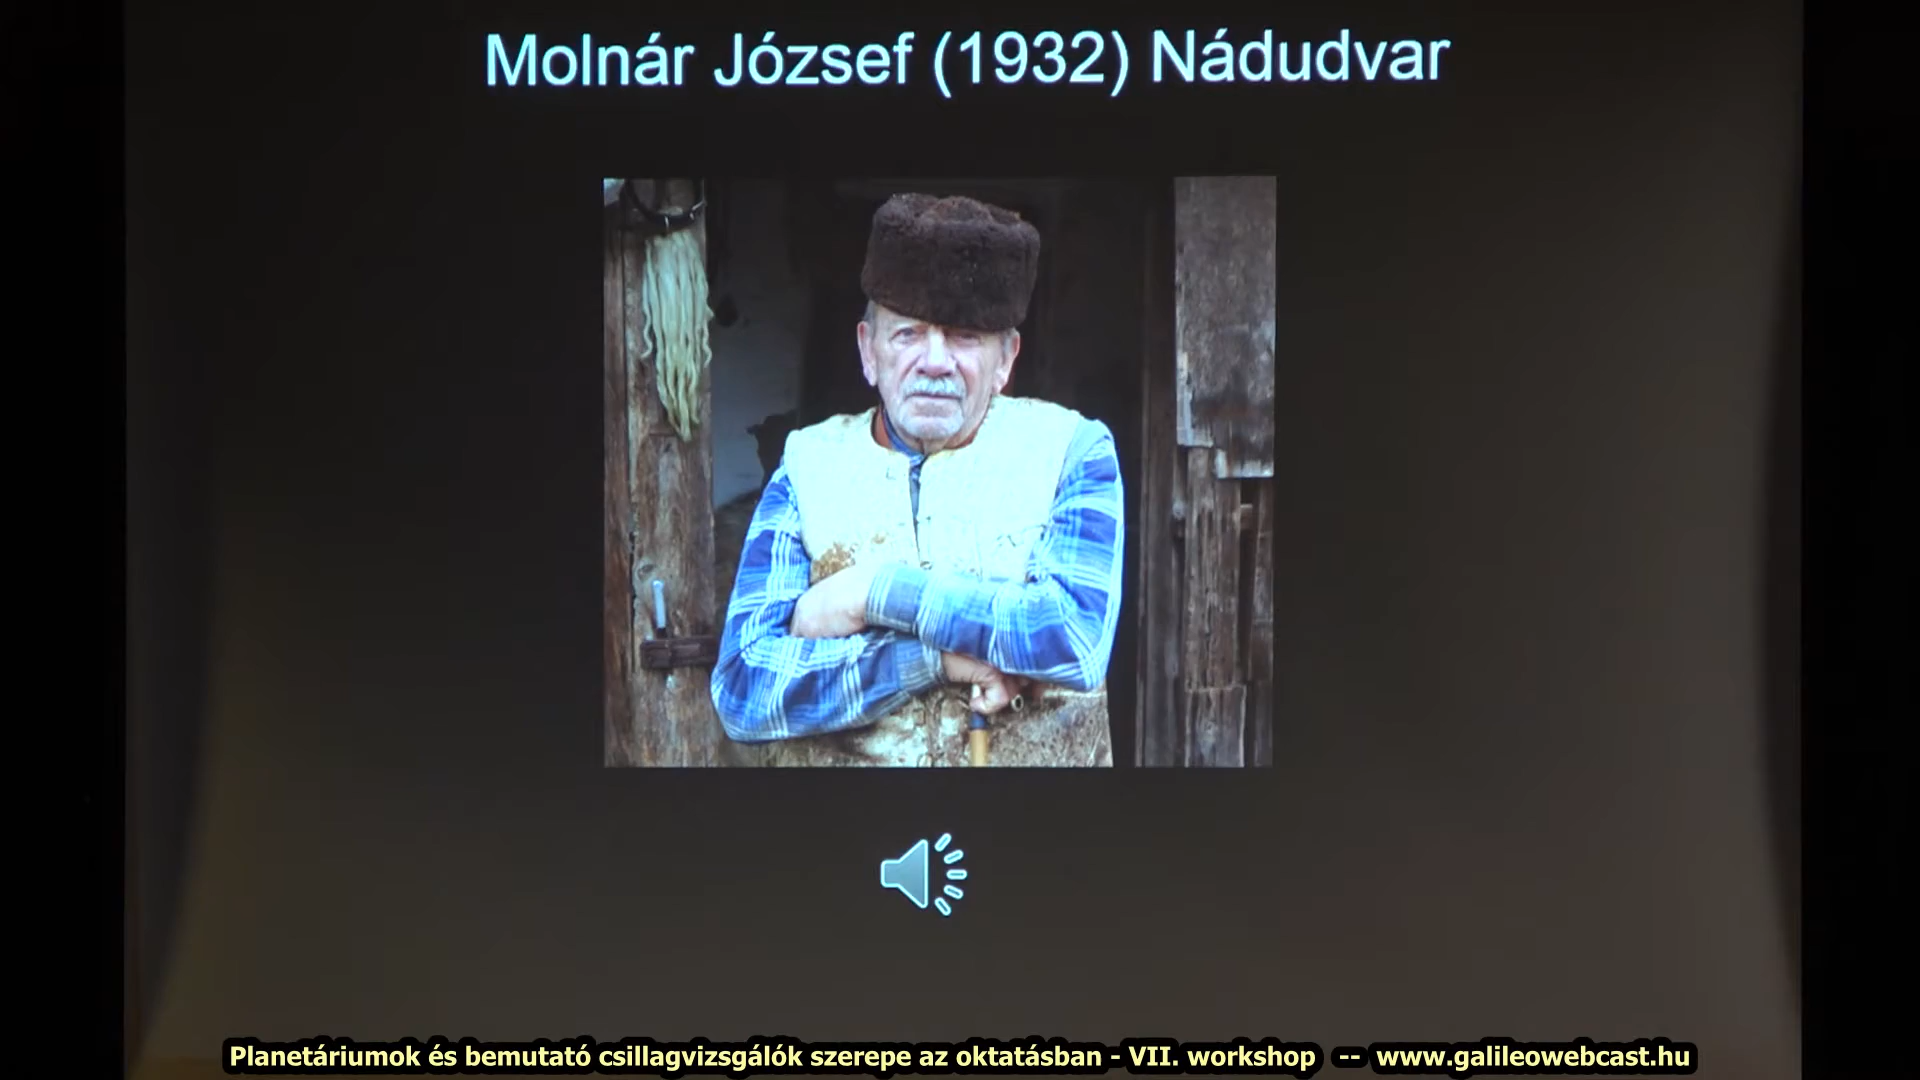 Molnár József (1932) Nádudvar
Planetáriumok és bemutató csillagvizsgálók szerepe az oktatásban - VII. workshop -- www.galileowebcast.hu